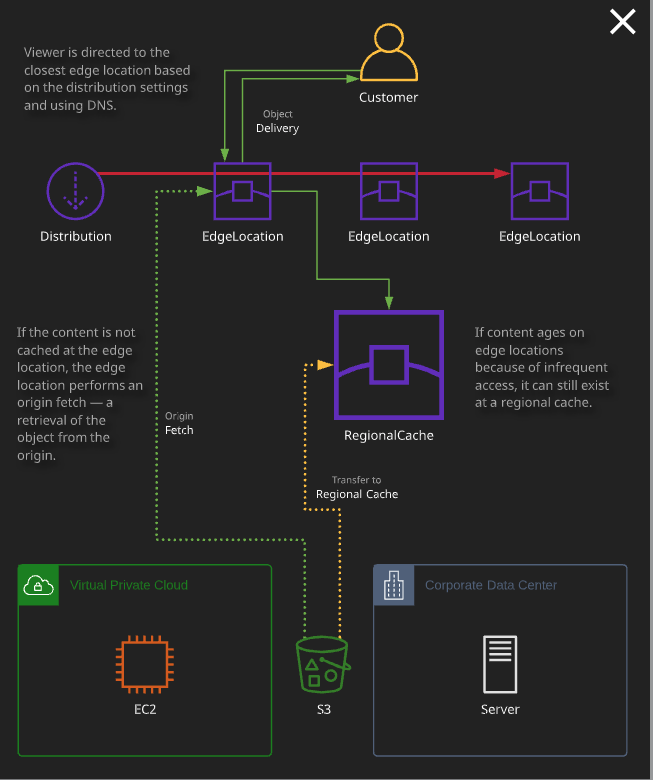 Viewer is directed to the
closest edge location based
on the distribution settings
and using DNS.
Customer
Object
Delivery
Distribution
EdgeLocation
EdgeLocation
EdgeLocation
If the content is not
cached at the edge
location, the edge
location performs an
origin fetch — a
retrieval of the
object from the
origin.
If content ages on
edge locations
because of infrequent
access, it can still exist
at a regional cache.
Origin
Fetch
RegionalCache
Transfer to
Regional Cache
Virtual Private Cloud
Corporate Data Center
EC2
S3
Server